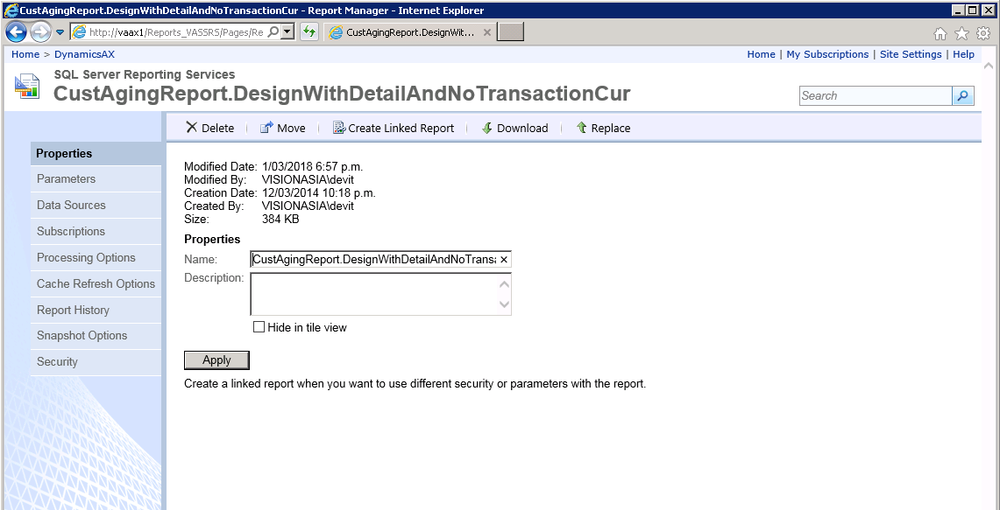 CustAgingReport.DesignWithDetailAndNoTransactionCur - Report Manager - Internet Explorer
http://vaax1/Reports_VASSRS/Pages/Re
CustAgingReport.DesignWit...
Home > DynamicsAX
Home | My Subscriptions | Site Settings | Help
SQL Server Reporting Services
CustAgingReport.DesignWithDetailAndNoTransactionCur
Search
Delete | Move | Create Linked Report | Download | Replace
Properties
Parameters
Data Sources
Subscriptions
Processing Options
Cache Refresh Options
Report History
Snapshot Options
Security
Modified Date: 1/03/2018 6:57 p.m.
Modified By: VISIONASIA\devit
Creation Date: 12/03/2014 10:18 p.m.
Created By: VISIONASIA\devit
Size: 384 KB
Properties
Name: CustAgingReport.DesignWithDetailAndNoTransa
Description:
Hide in tile view
Apply
Create a linked report when you want to use different security or parameters with the report.